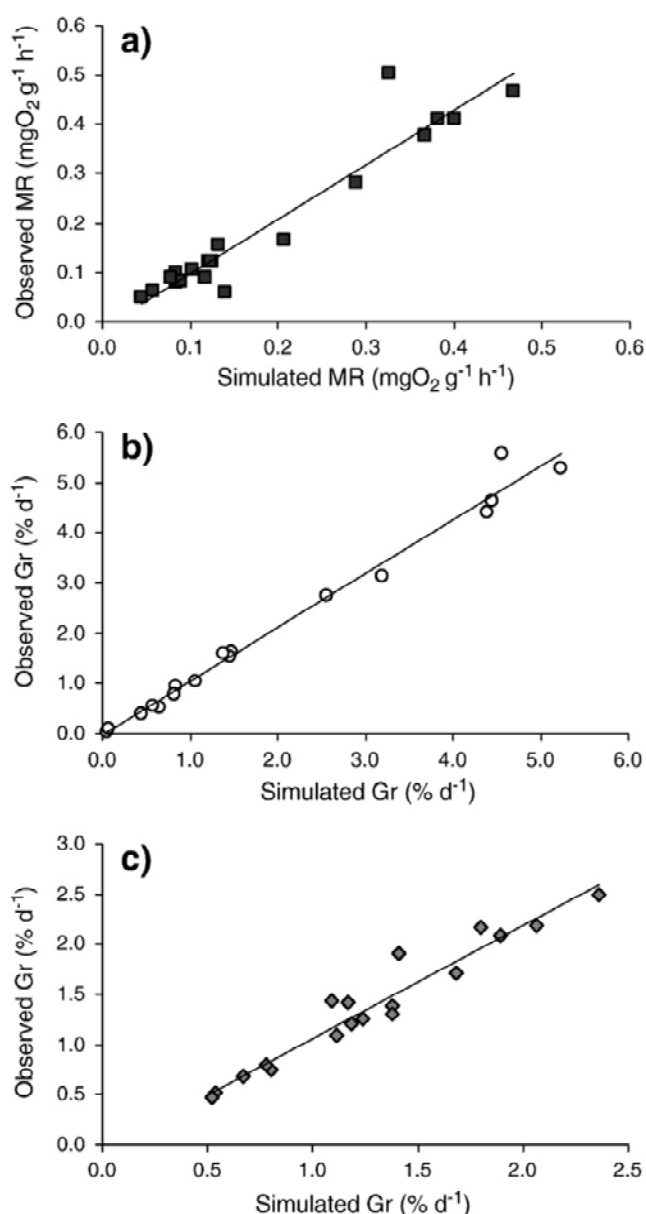 a)
0.6
0.5
0.4
0.3
0.2
0.1
0.0
Observed MR (mgO₂ g⁻¹ h⁻¹)
0.0 0.1 0.2 0.3 0.4 0.5 0.6
Simulated MR (mgO₂ g⁻¹ h⁻¹)
b)
6.0
5.0
4.0
3.0
2.0
1.0
0.0
Observed Gr (% d⁻¹)
0.0 1.0 2.0 3.0 4.0 5.0 6.0
Simulated Gr (% d⁻¹)
c)
3.0
2.5
2.0
1.5
1.0
0.5
0.0
Observed Gr (% d⁻¹)
0.0 0.5 1.0 1.5 2.0 2.5
Simulated Gr (% d⁻¹)